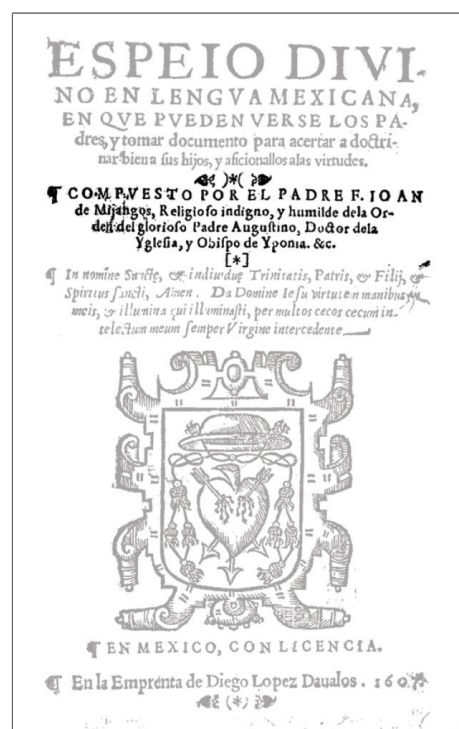 ESPEIO DIVI-
NO EN LENGVA MEXICANA,
EN QVE PVEDEN VERSE LOS PA-
dres, y tomar documento para acertar a doctri-
nar bien a sus hijos, y aficionallos alas virtudes.
)*(
¶ COMPVESTO POR EL PADRE F. IOAN
de Mijangos, Religioso indigno, y humilde dela Or-
den del glorioso Padre Augustino, Doctor dela
Yglesia, y Obispo de Yponia. &c.
[*]
¶ In nomine Sancte, & indiuidue Trinitatis, Patris, & Filij, &
Spiritus sancti, Amen. Da Domine Iesu virtutem manibus
meis, & illumina qui illuminasti, per multos cecos cecum in-
telectum meum semper Virgine intercedente
¶ EN MEXICO, CON LICENCIA.
¶ En la Emprenta de Diego Lopez Daualos. 1607.
(*)